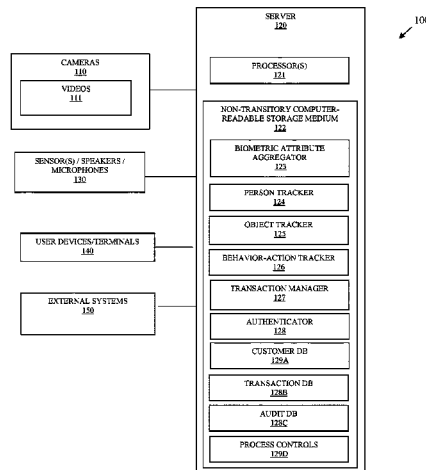 100
SERVER
120
PROCESSOR(S)
121
CAMERAS
110
VIDEOS
111
NON-TRANSITORY COMPUTER-
READABLE STORAGE MEDIUM
122
BIOMETRIC ATTRIBUTE
AGGREGATOR
123
SENSOR(S) / SPEAKERS /
MICROPHONES
130
PERSON TRACKER
124
OBJECT TRACKER
125
USER DEVICES/TERMINALS
140
BEHAVIOR-ACTION TRACKER
126
TRANSACTION MANAGER
127
EXTERNAL SYSTEMS
150
AUTHENTICATOR
128
CUSTOMER DB
129A
TRANSACTION DB
128B
AUDIT DB
128C
PROCESS CONTROLS
129D